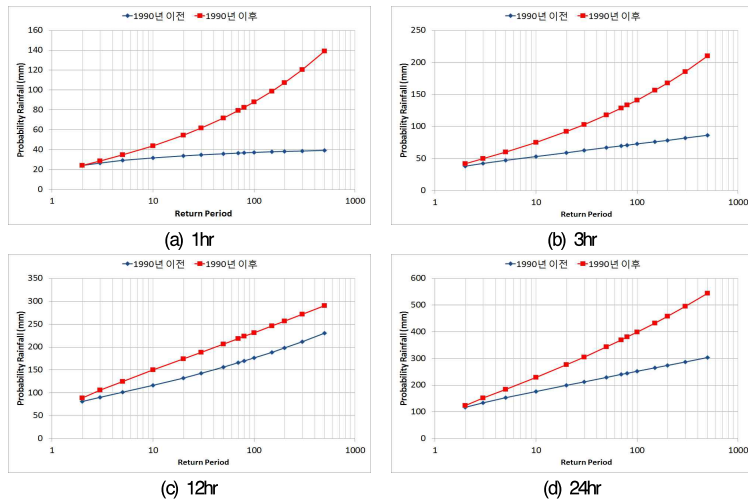 1990년 이전 1990년 이후
160
140
120
100
80
60
40
20
0
Probability Rainfall (mm)
1 10 100 1000
Return Period
(a) 1hr
1990년 이전 1990년 이후
250
200
150
100
50
0
Probability Rainfall (mm)
1 10 100 1000
Return Period
(b) 3hr
1990년 이전 1990년 이후
350
300
250
200
150
100
50
0
Probability Rainfall (mm)
1 10 100 1000
Return Period
(c) 12hr
1990년 이전 1990년 이후
600
500
400
300
200
100
0
Probability Rainfall (mm)
1 10 100 1000
Return Period
(d) 24hr